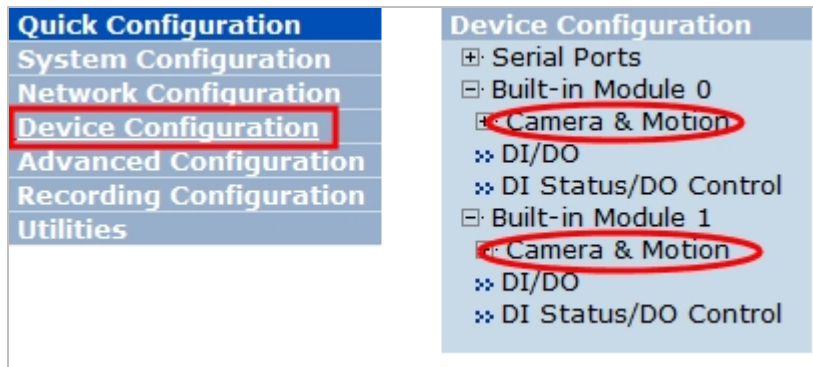 Quick Configuration
System Configuration
Network Configuration
Device Configuration
Advanced Configuration
Recording Configuration
Utilities
Device Configuration
Serial Ports
Built-in Module 0
Camera & Motion
DI/DO
DI Status/DO Control
Built-in Module 1
Camera & Motion
DI/DO
DI Status/DO Control